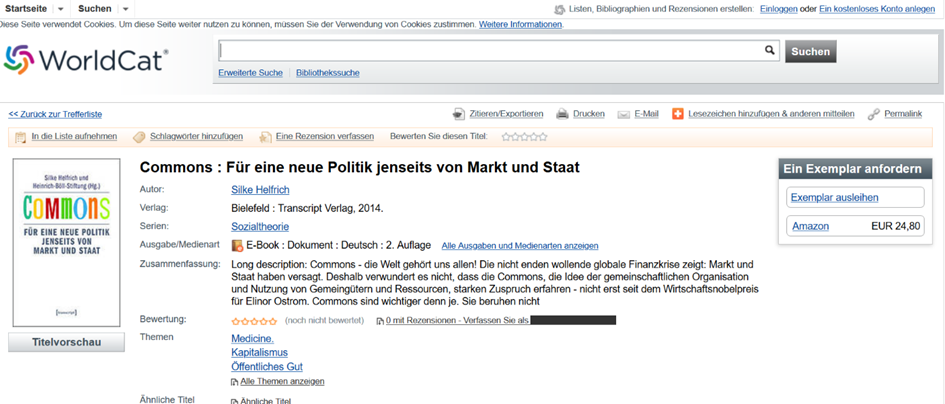 Startseite Suchen Listen, Bibliographien und Rezensionen erstellen: Einloggen oder Ein kostenloses Konto anlegen
Diese Seite verwendet Cookies. Um diese Seite weiter nutzen zu können, müssen Sie der Verwendung von Cookies zustimmen. Weitere Informationen.
WorldCat®
Suchen
Erweiterte Suche Bibliothekssuche
<< Zurück zur Trefferliste Zitieren/Exportieren Drucken E-Mail Lesezeichen hinzufügen & anderen mitteilen Permalink
In die Liste aufnehmen Schlagwörter hinzufügen Eine Rezension verfassen Bewerten Sie diesen Titel:
Silke Helfrich und
Heinrich-Böll-Stiftung (Hg.)
COMMONS
FÜR EINE NEUE POLITIK
JENSEITS VON
MARKT UND STAAT
[transcript]
Titelvorschau
Commons : Für eine neue Politik jenseits von Markt und Staat
Autor: Silke Helfrich
Verlag: Bielefeld : Transcript Verlag, 2014.
Serien: Sozialtheorie
Ausgabe/Medienart E-Book : Dokument : Deutsch : 2. Auflage Alle Ausgaben und Medienarten anzeigen
Zusammenfassung: Long description: Commons - die Welt gehört uns allen! Die nicht enden wollende globale Finanzkrise zeigt: Markt und
Staat haben versagt. Deshalb verwundert es nicht, dass die Commons, die Idee der gemeinschaftlichen Organisation
und Nutzung von Gemeingütern und Ressourcen, starken Zuspruch erfahren - nicht erst seit dem Wirtschaftsnobelpreis
für Elinor Ostrom. Commons sind wichtiger denn je. Sie beruhen nicht
Bewertung: (noch nicht bewertet) 0 mit Rezensionen - Verfassen Sie als
Themen Medicine.
Kapitalismus
Öffentliches Gut
Alle Themen anzeigen
Ähnliche Titel Ähnliche Titel
Ein Exemplar anfordern
Exemplar ausleihen
Amazon EUR 24,80